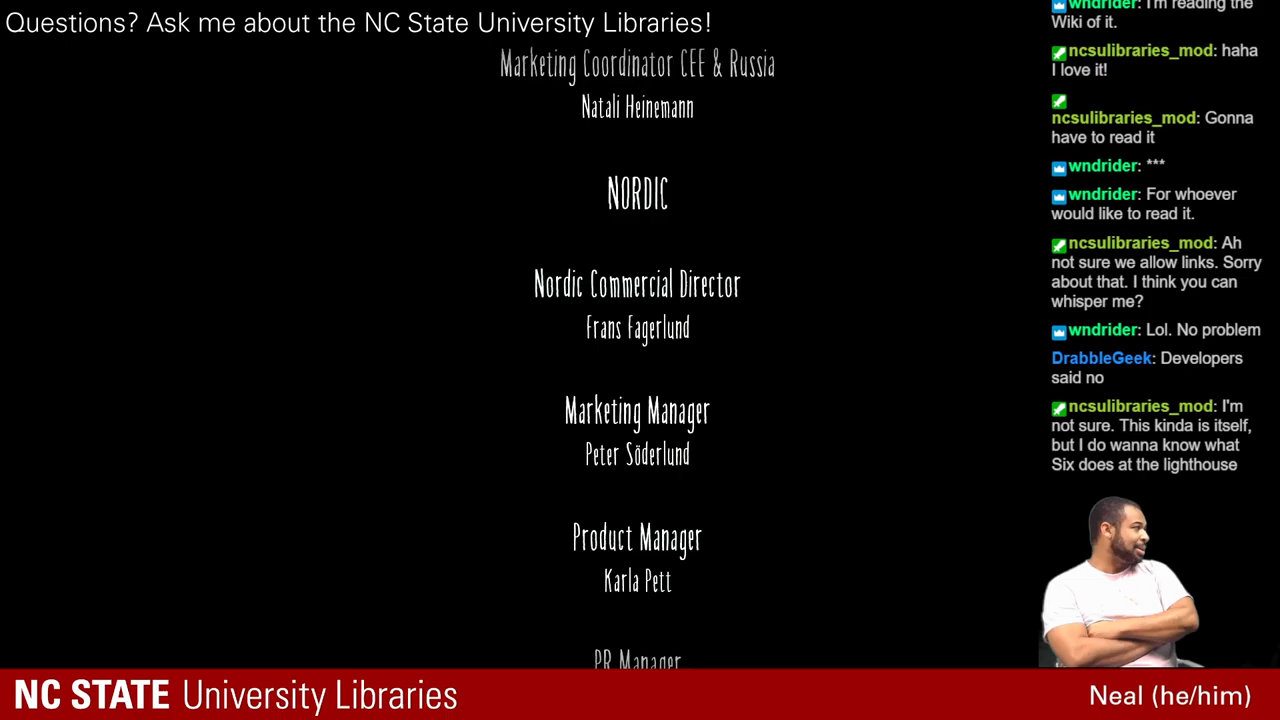 Questions? Ask me about the NC State University Libraries!
Marketing Coordinator CEE & Russia
Natali Heinemann
NORDIC
Nordic Commercial Director
Frans Fagerlund
Marketing Manager
Peter Söderlund
Product Manager
Karla Pett
PR Manager
wndrider: I'm reading the
Wiki of it.
ncsulibraries_mod: haha
I love it!
ncsulibraries_mod: Gonna
have to read it
wndrider: ***
wndrider: For whoever
would like to read it.
ncsulibraries_mod: Ah
not sure we allow links. Sorry
about that. I think you can
whisper me?
wndrider: Lol. No problem
DrabbleGeek: Developers
said no
ncsulibraries_mod: I'm
not sure. This kinda is itself,
but I do wanna know what
Six does at the lighthouse
NC STATE University Libraries
Neal (he/him)